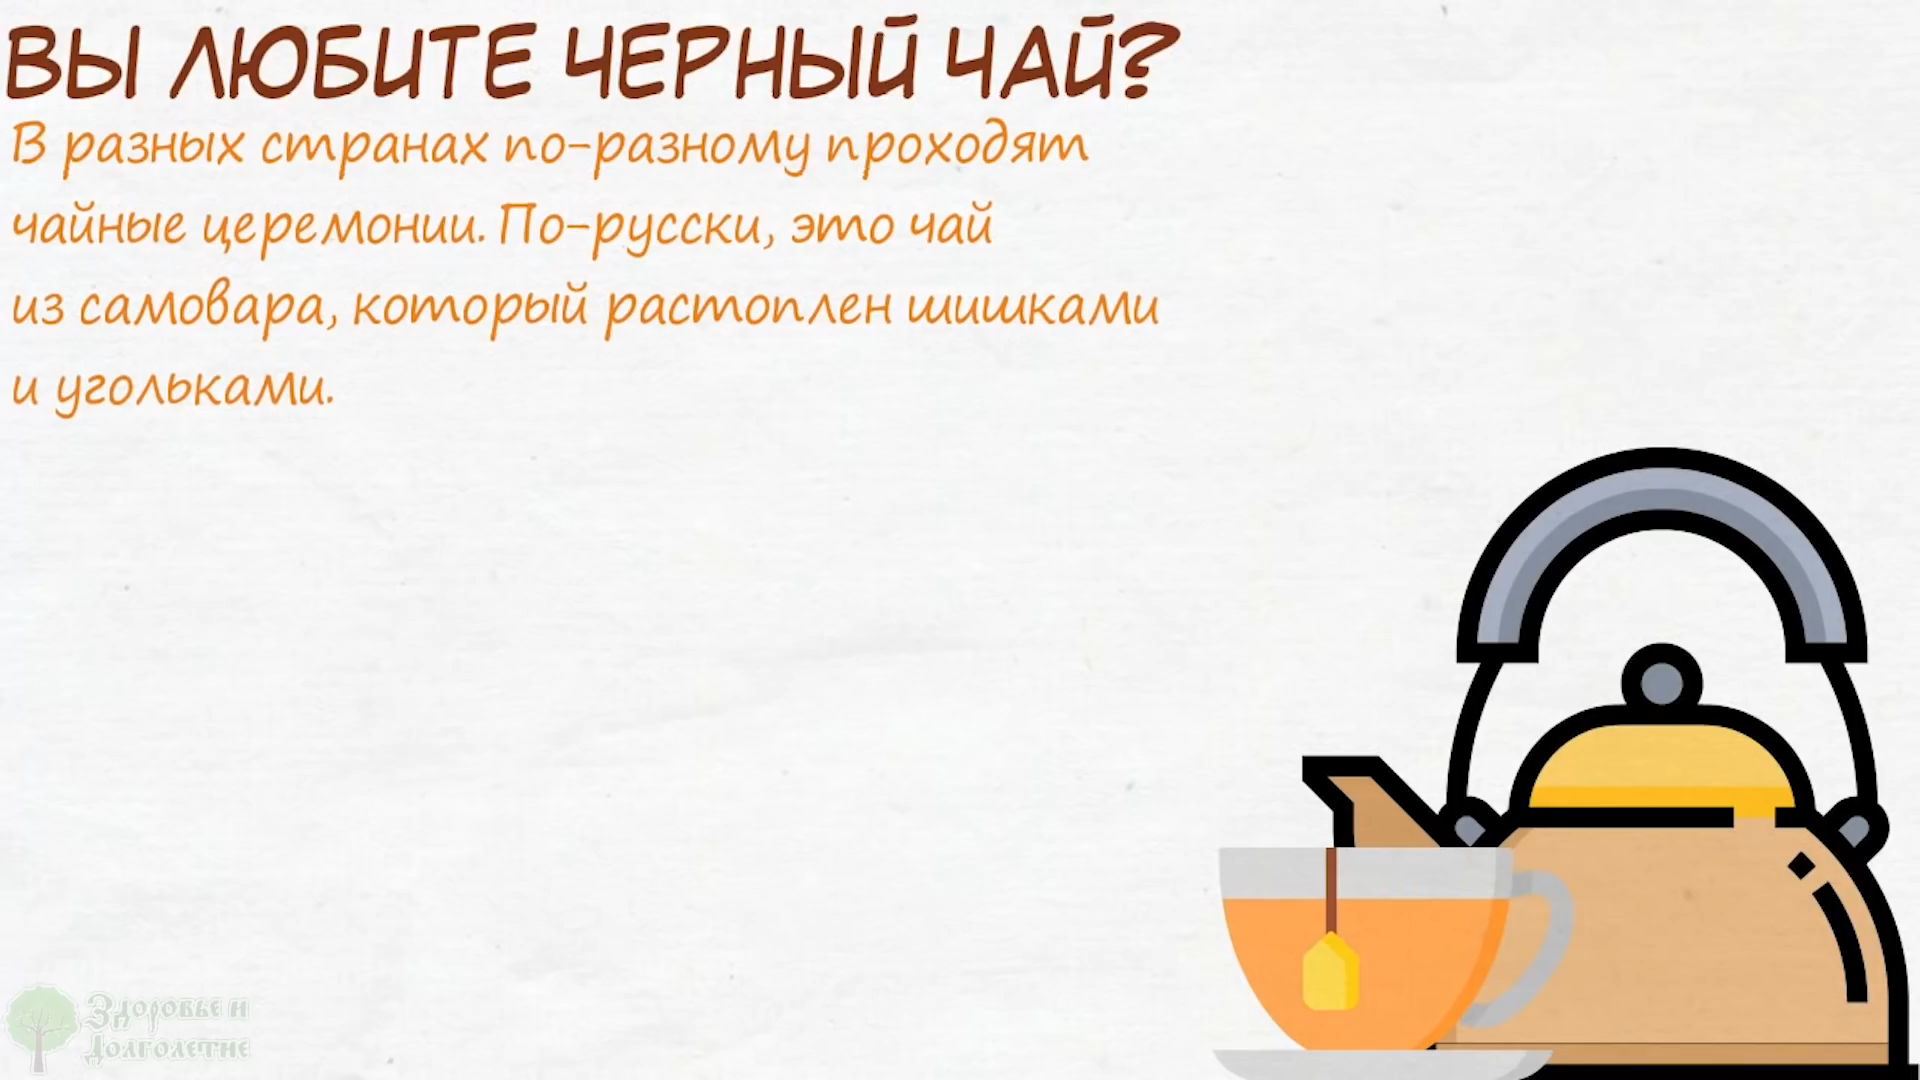 ВЫ ЛЮБИТЕ ЧЕРНЫЙ ЧАЙ?
В разных странах по-разному проходят
чайные церемонии. По-русски, это чай
из самовара, который растоплен шишками
и угольками.
Здоровье и
Долголетие